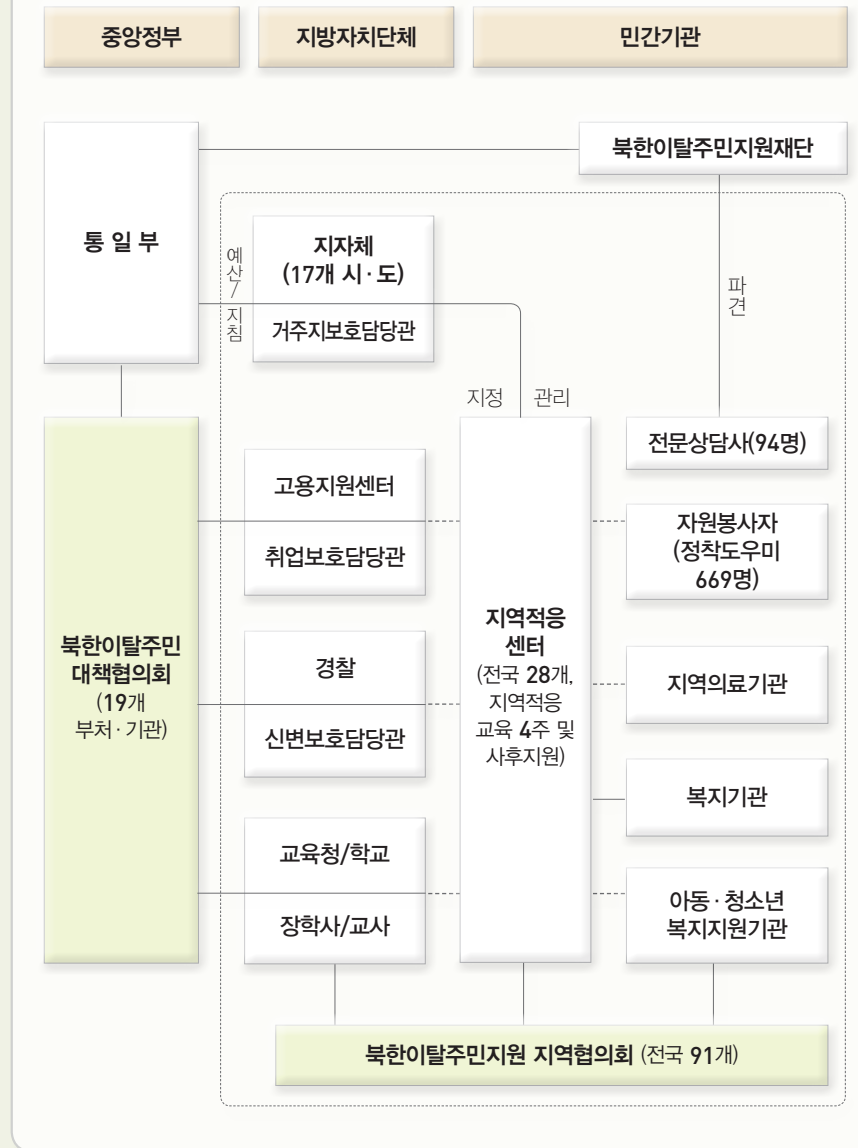 중앙정부
지방자치단체
민간기관
통 일 부
북한이탈주민지원재단
예산/지침
지자체
(17개 시·도)
거주지보호담당관
파견
지정 관리
북한이탈주민
대책협의회
(19개
부처·기관)
고용지원센터
취업보호담당관
경찰
신변보호담당관
교육청/학교
장학사/교사
지역적응
센터
(전국 28개,
지역적응
교육 4주 및
사후지원)
전문상담사(94명)
자원봉사자
(정착도우미
669명)
지역의료기관
복지기관
아동·청소년
복지지원기관
북한이탈주민지원 지역협의회 (전국 91개)